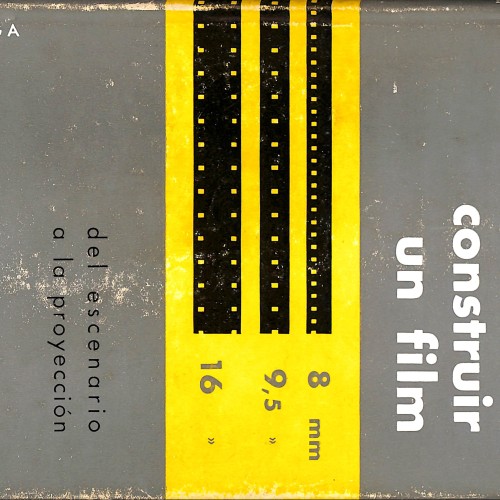 construir
un film
8 mm
9,5 »
16 »
del escenario
a la proyección